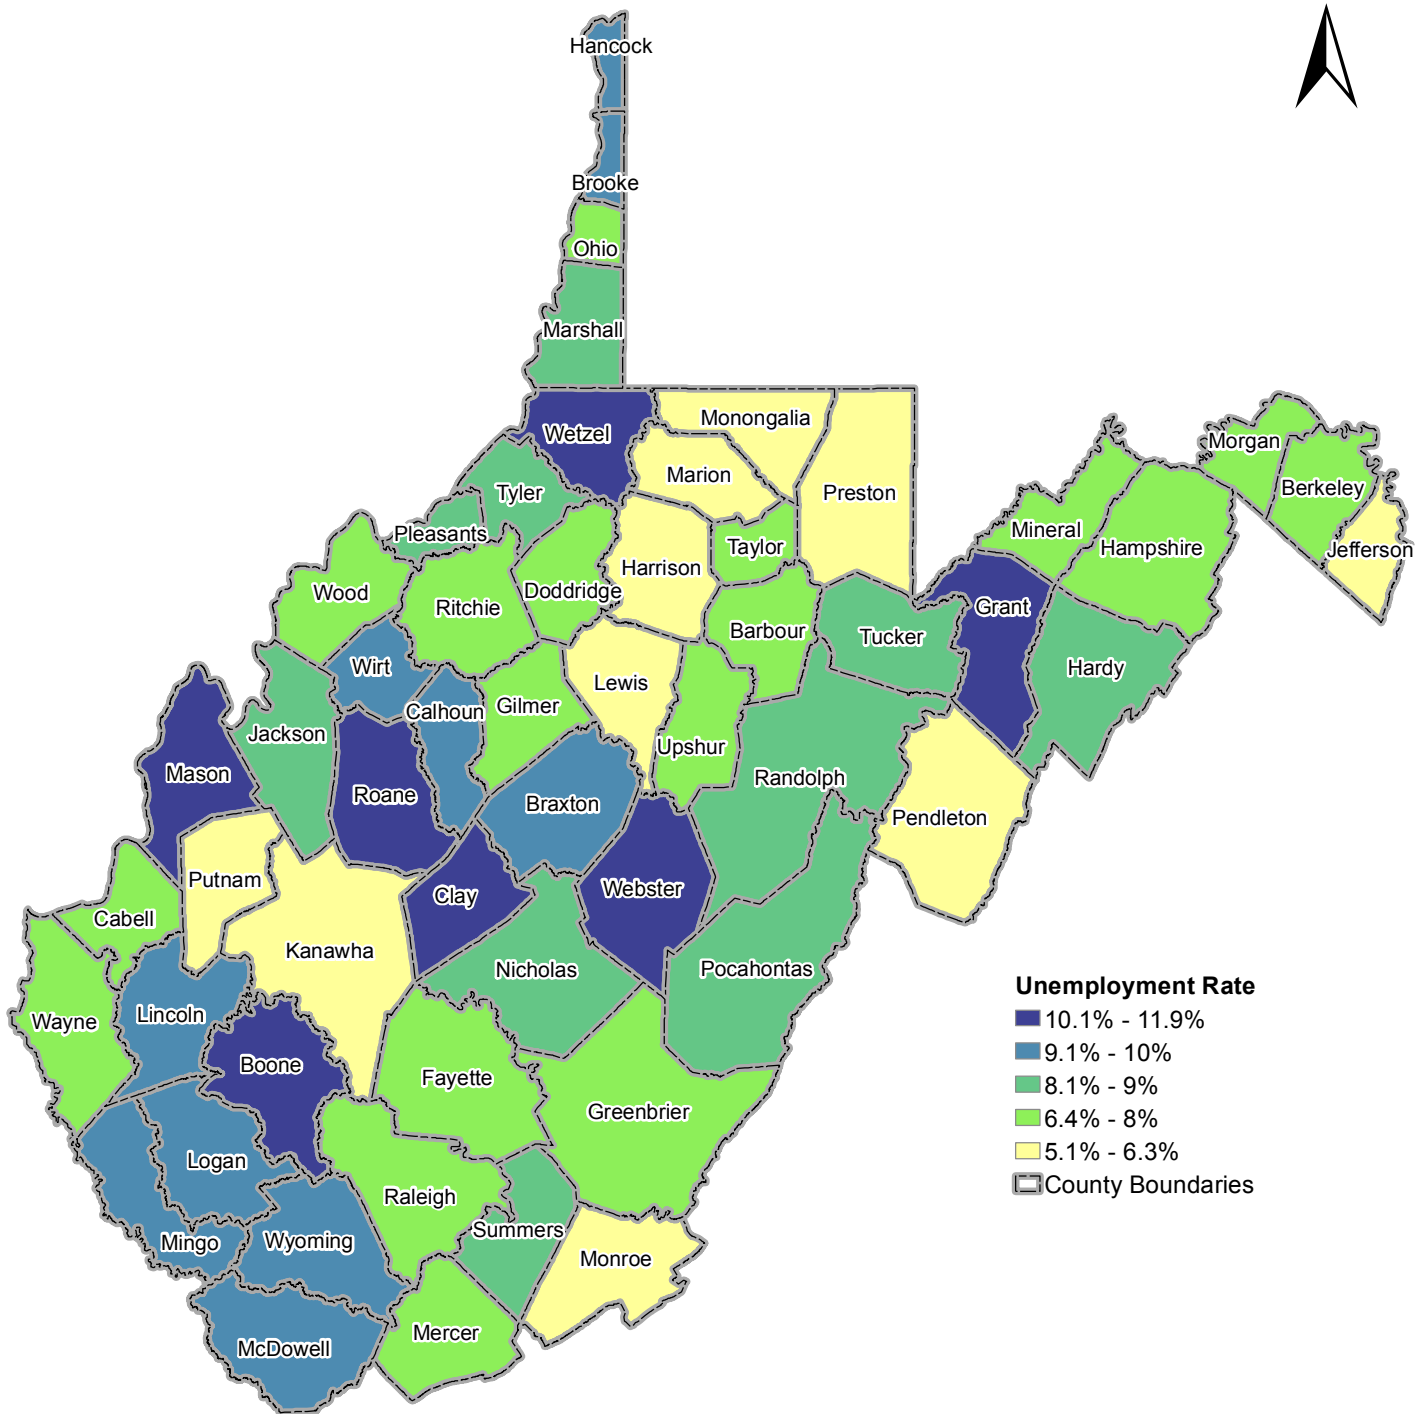 Hancock
Brooke
Ohio
Marshall
Wetzel
Monongalia
Marion
Preston
Morgan
Berkeley
Jefferson
Mineral
Hampshire
Tyler
Pleasants
Taylor
Harrison
Doddridge
Wood
Ritchie
Grant
Barbour
Tucker
Hardy
Wirt
Lewis
Gilmer
Calhoun
Jackson
Upshur
Mason
Roane
Braxton
Randolph
Pendleton
Putnam
Clay
Webster
Cabell
Kanawha
Nicholas
Pocahontas
Lincoln
Wayne
Boone
Fayette
Greenbrier
Logan
Raleigh
Summers
Mingo
Wyoming
Monroe
Mercer
McDowell
Unemployment Rate
10.1% - 11.9%
9.1% - 10%
8.1% - 9%
6.4% - 8%
5.1% - 6.3%
County Boundaries